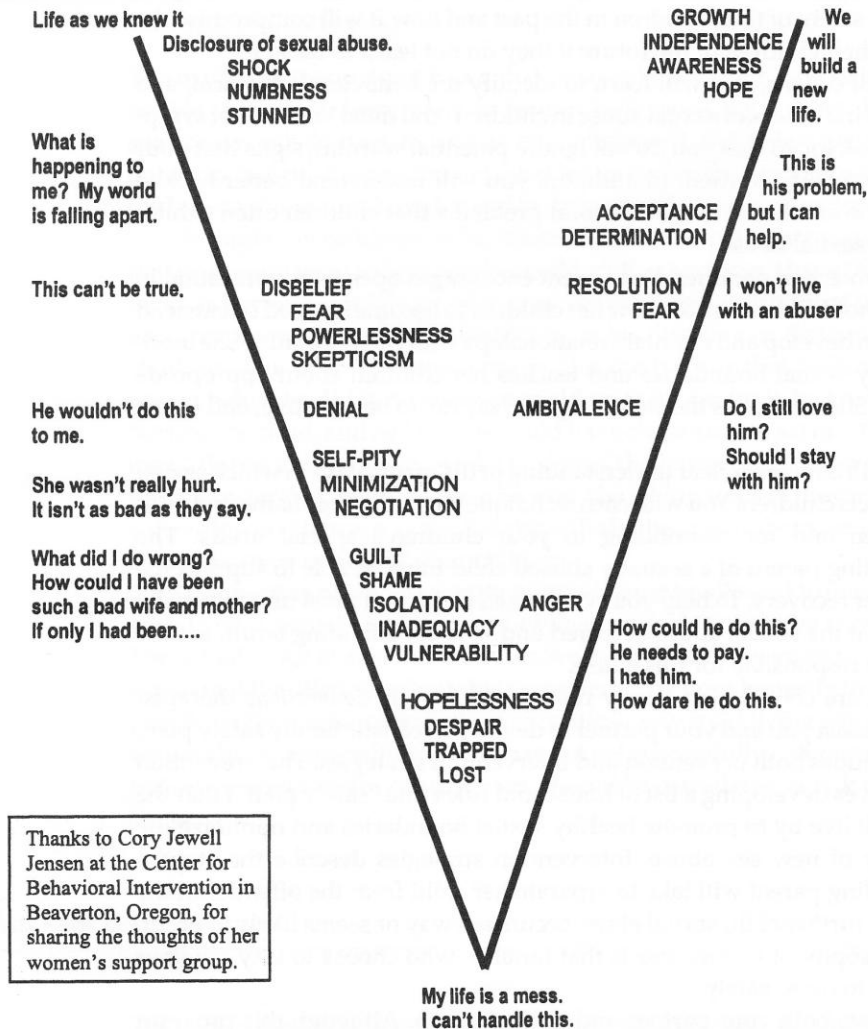 Life as we knew it
Disclosure of sexual abuse.
SHOCK
NUMBNESS
STUNNED
What is
happening to
me? My world
is falling apart.
This can't be true.
DISBELIEF
FEAR
POWERLESSNESS
SKEPTICISM
He wouldn't do this
to me.
DENIAL
SELF-PITY
She wasn't really hurt.
It isn't as bad as they say.
MINIMIZATION
NEGOTIATION
What did I do wrong?
How could I have been
such a bad wife and mother?
If only I had been....
GUILT
SHAME
ISOLATION
INADEQUACY
VULNERABILITY
HOPELESSNESS
DESPAIR
TRAPPED
LOST
My life is a mess.
I can't handle this.
ANGER
How could he do this?
He needs to pay.
I hate him.
How dare he do this.
AMBIVALENCE
Do I still love
him?
Should I stay
with him?
RESOLUTION
FEAR
I won't live
with an abuser
ACCEPTANCE
DETERMINATION
This is
his problem,
but I can
help.
GROWTH
INDEPENDENCE
AWARENESS
HOPE
We
will
build a
new
life.
Thanks to Cory Jewell
Jensen at the Center for
Behavioral Intervention in
Beaverton, Oregon, for
sharing the thoughts of her
women's support group.